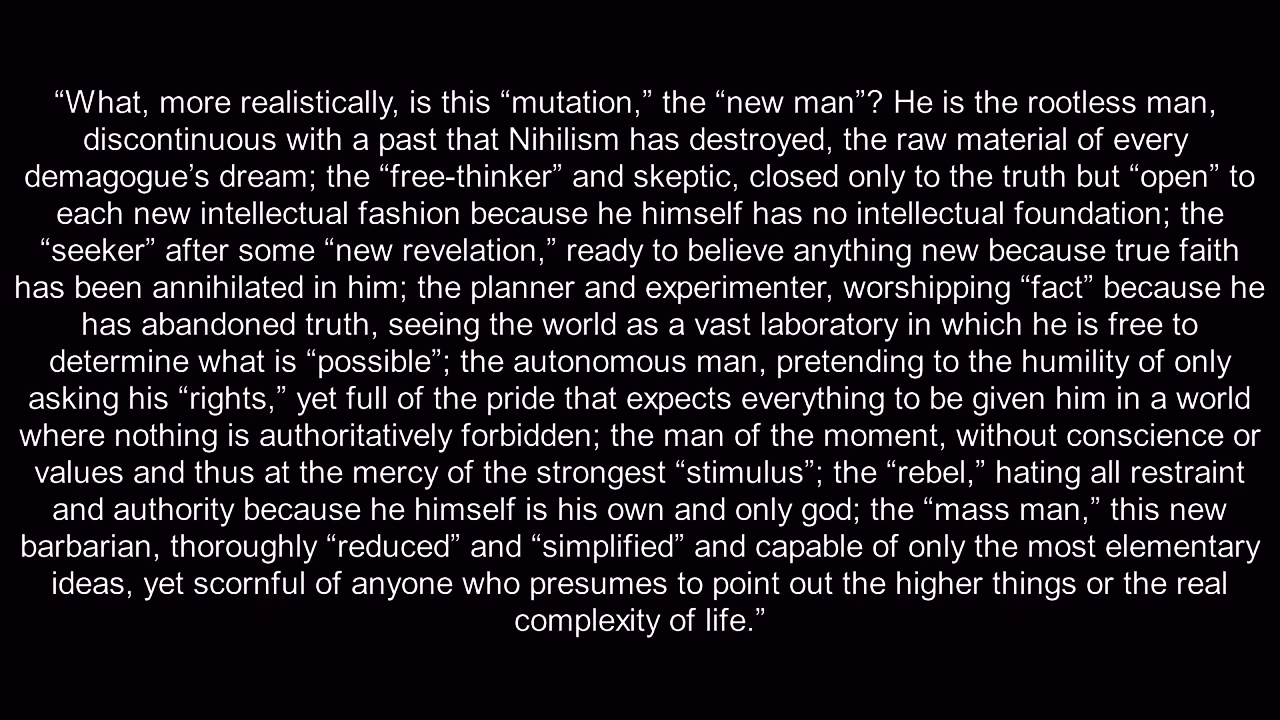 “What, more realistically, is this “mutation,” the “new man”? He is the rootless man,
discontinuous with a past that Nihilism has destroyed, the raw material of every
demagogue’s dream; the “free-thinker” and skeptic, closed only to the truth but “open” to
each new intellectual fashion because he himself has no intellectual foundation; the
“seeker” after some “new revelation,” ready to believe anything new because true faith
has been annihilated in him; the planner and experimenter, worshipping “fact” because he
has abandoned truth, seeing the world as a vast laboratory in which he is free to
determine what is “possible”; the autonomous man, pretending to the humility of only
asking his “rights,” yet full of the pride that expects everything to be given him in a world
where nothing is authoritatively forbidden; the man of the moment, without conscience or
values and thus at the mercy of the strongest “stimulus”; the “rebel,” hating all restraint
and authority because he himself is his own and only god; the “mass man,” this new
barbarian, thoroughly “reduced” and “simplified” and capable of only the most elementary
ideas, yet scornful of anyone who presumes to point out the higher things or the real
complexity of life.”